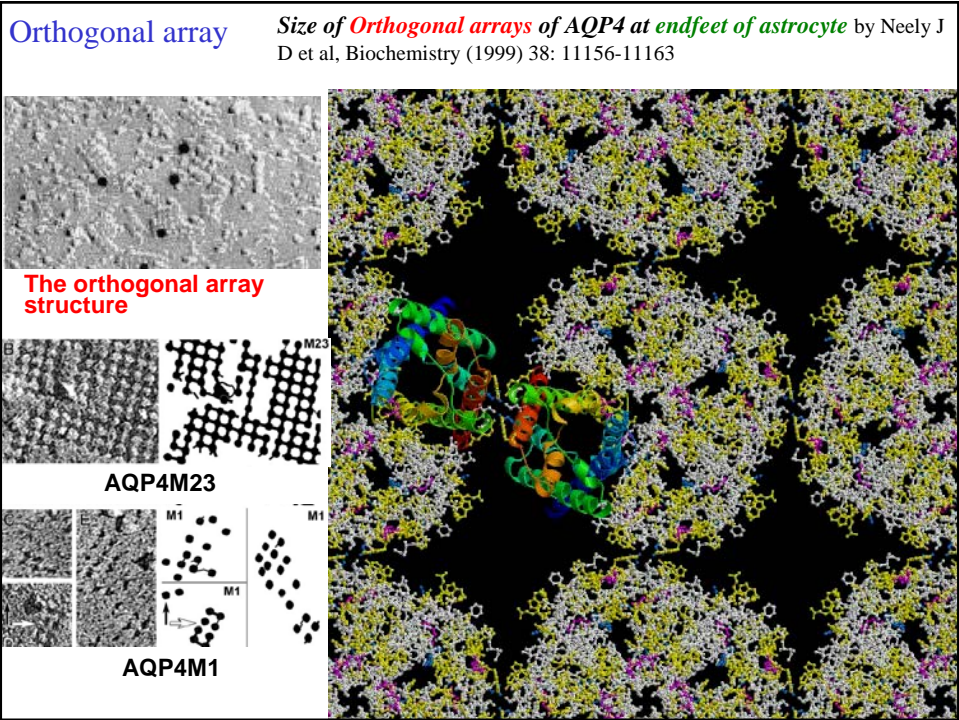 Orthogonal array
Size of Orthogonal arrays of AQP4 at endfeet of astrocyte by Neely J
D et al, Biochemistry (1999) 38: 11156-11163
The orthogonal array
structure
B
M23
AQP4M23
C
E
M1
M1
M1
AQP4M1